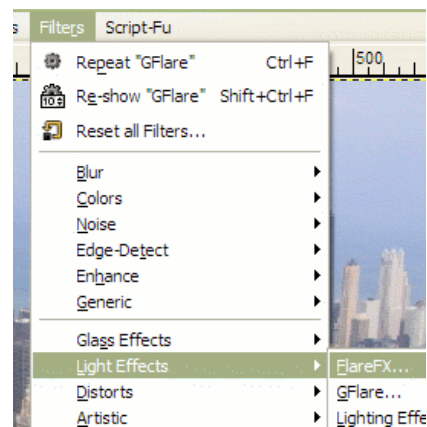 s Filters Script-Fu
Repeat "GFlare" Ctrl+F
500
Re-show "GFlare" Shift+Ctrl+F
10
Reset all Filters...
Blur
Colors
Noise
Edge-Detect
Enhance
Generic
Glass Effects
Light Effects FlareFX...
Distorts GFlare...
Artistic Lighting Effe